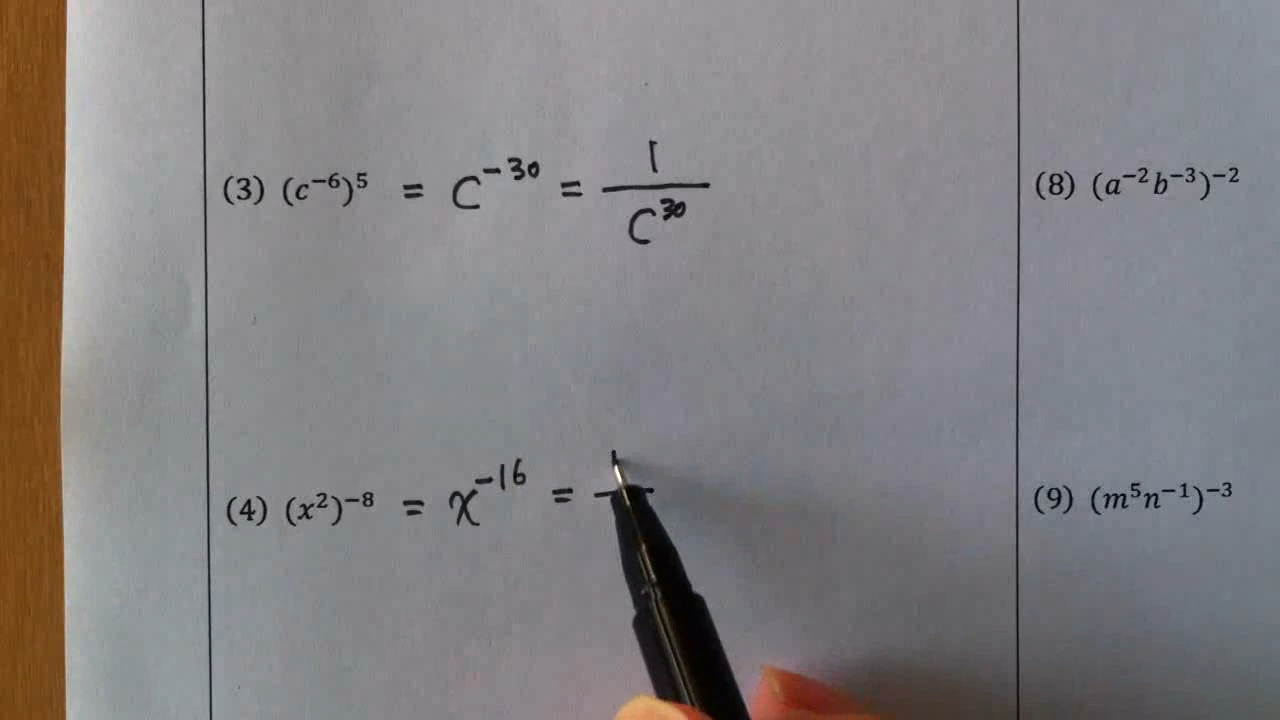 (3) (c⁻⁶)⁵ = C⁻³⁰ = 1/C³⁰
(8) (a⁻²b⁻³)⁻²
(4) (x²)⁻⁸ = x⁻¹⁶ = 1/
(9) (m⁵n⁻¹)⁻³